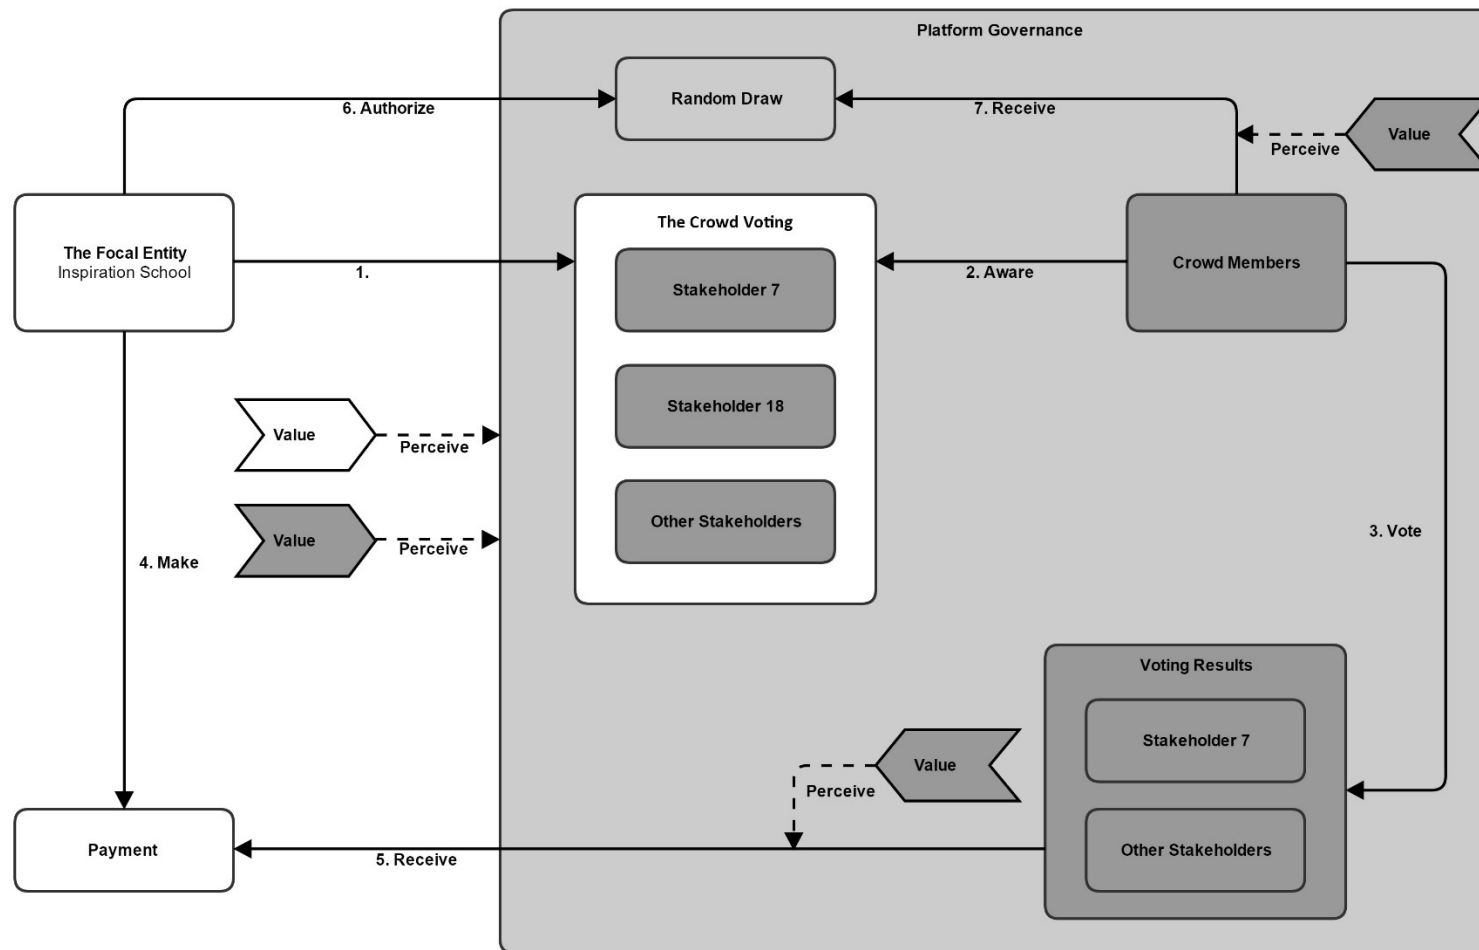 Platform Governance
Random Draw
6. Authorize
7. Receive
Value
Perceive
The Focal Entity
Inspiration School
The Crowd Voting
1.
2. Aware
Crowd Members
Stakeholder 7
Stakeholder 18
Value
Perceive
Other Stakeholders
3. Vote
Value
Perceive
4. Make
Voting Results
Stakeholder 7
Value
Perceive
Payment
5. Receive
Other Stakeholders